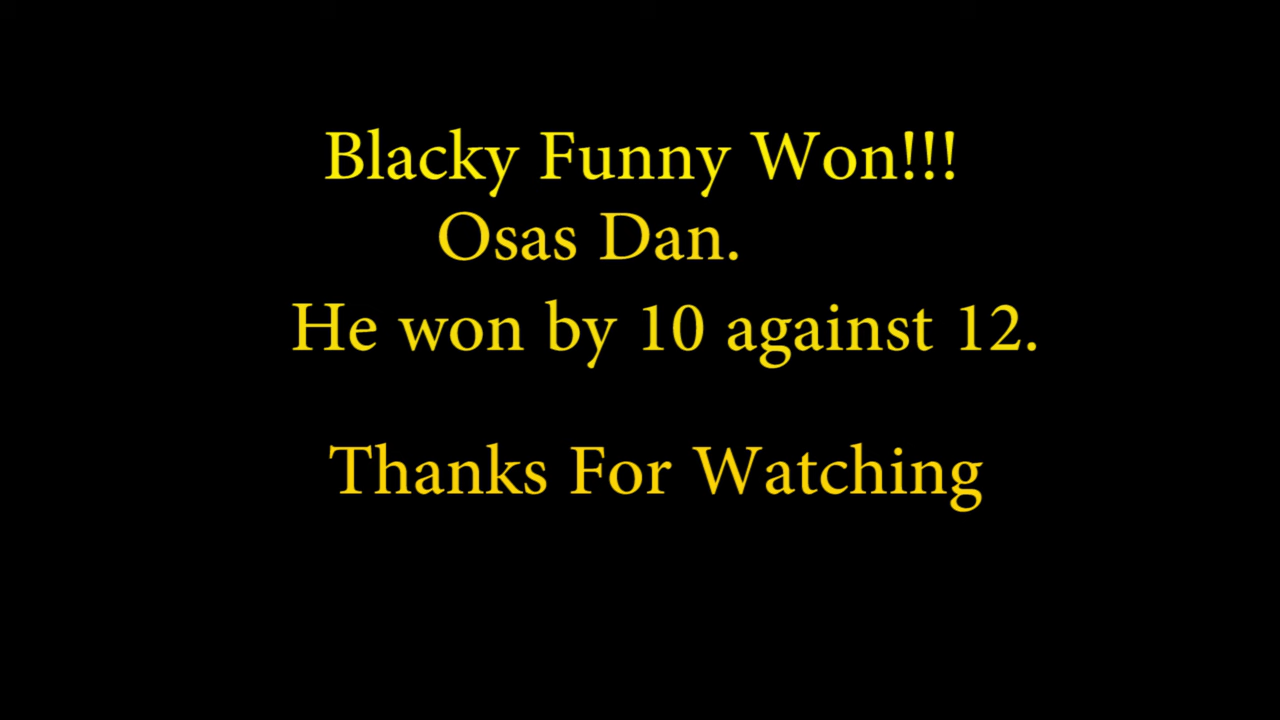 Blacky Funny Won!!!
Osas Dan.
He won by 10 against 12.
Thanks For Watching